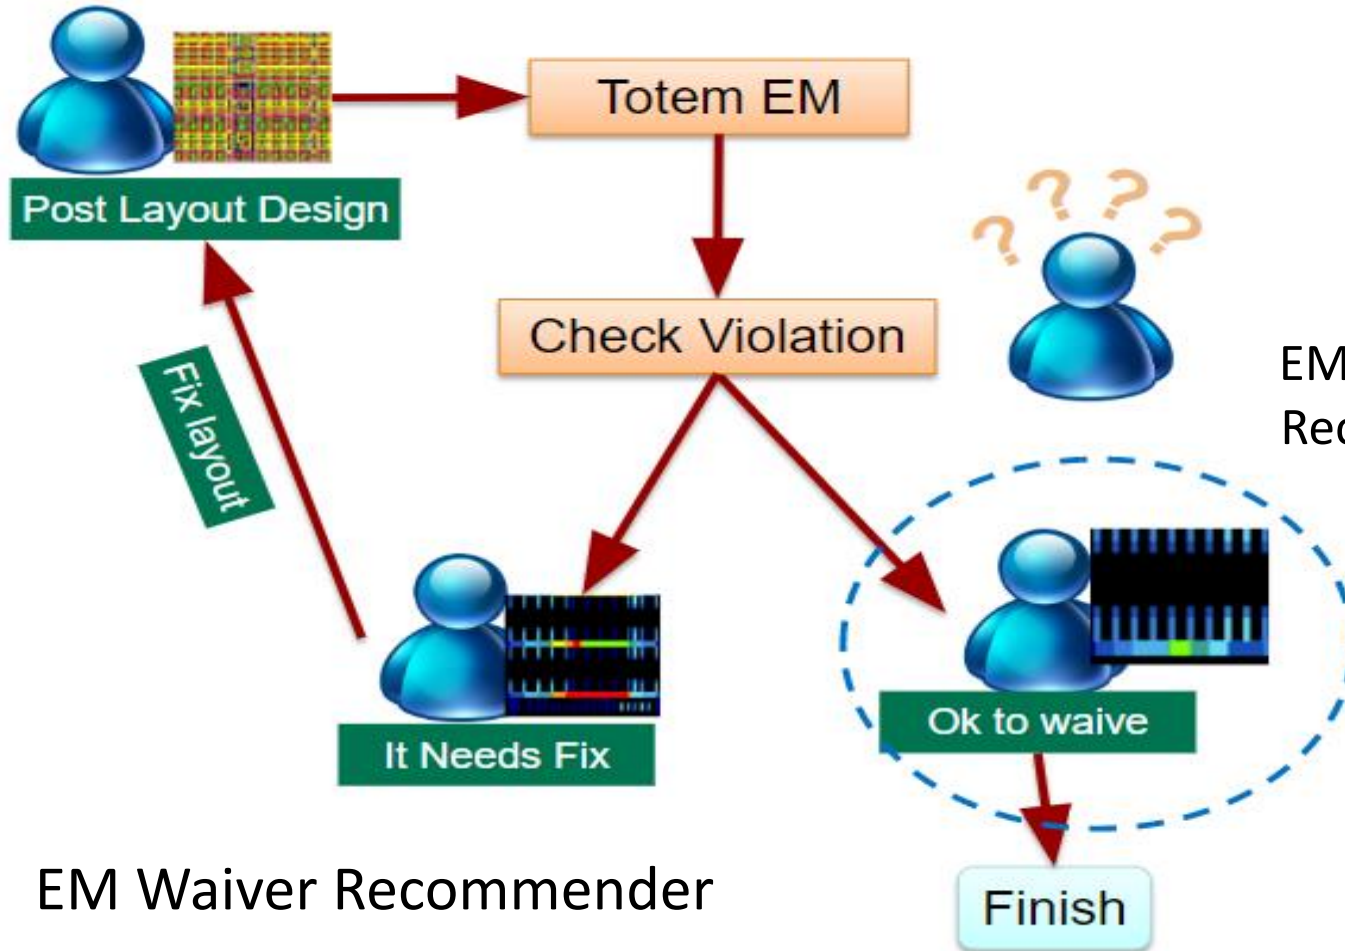 Totem EM
Post Layout Design
? ? ? ?
Check Violation
EM
Fix layout
Ok to waive
It Needs Fix
EM Waiver Recommender
Finish